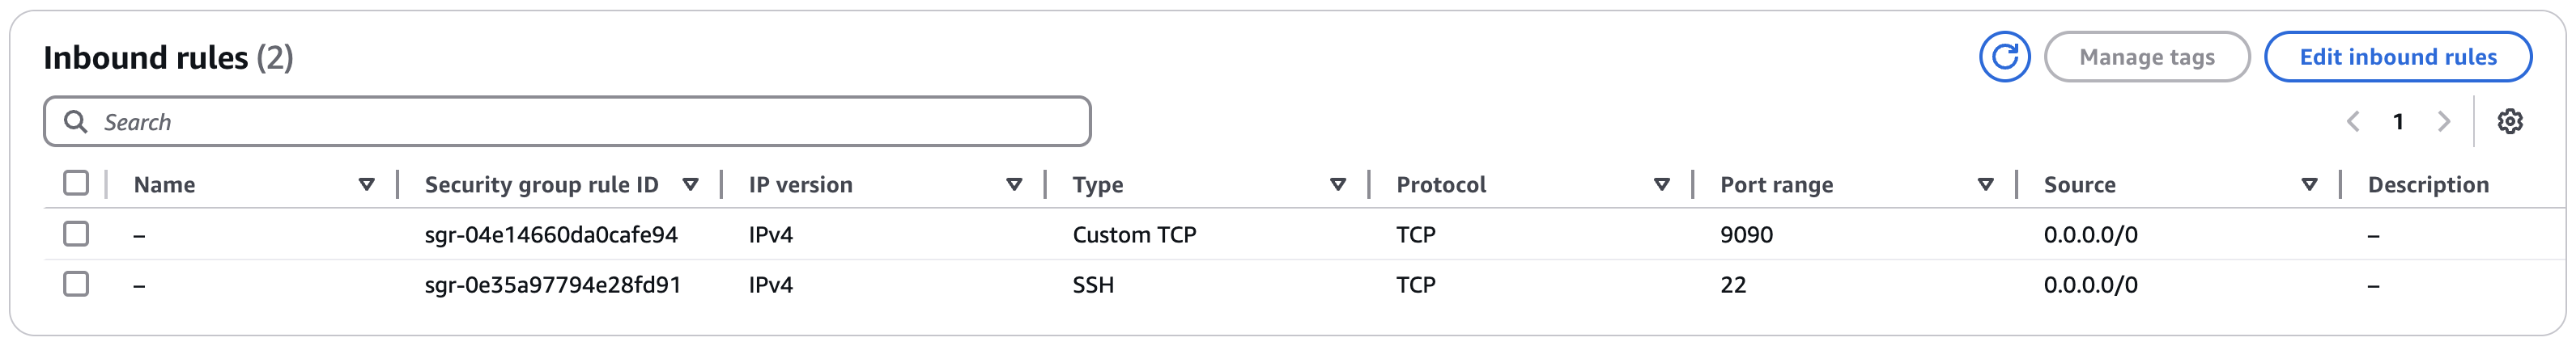 Inbound rules (2)
Manage tags
Edit inbound rules
Search
1
Name Security group rule ID IP version Type Protocol Port range Source Description
– sgr-04e14660da0cafe94 IPv4 Custom TCP TCP 9090 0.0.0.0/0 –
– sgr-0e35a97794e28fd91 IPv4 SSH TCP 22 0.0.0.0/0 –